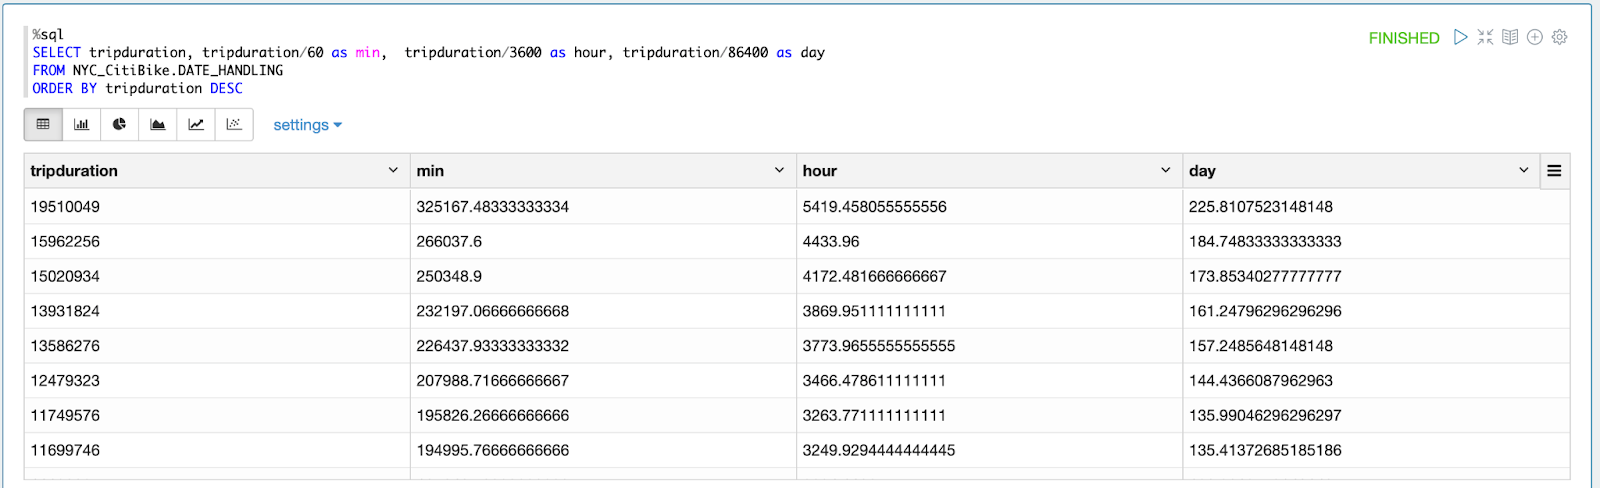 %sql
SELECT tripduration, tripduration/60 as min,  tripduration/3600 as hour, tripduration/86400 as day
FROM NYC_CitiBike.DATE_HANDLING
ORDER BY tripduration DESC
FINISHED
settings
tripduration min hour day
19510049 325167.48333333334 5419.458055555556 225.8107523148148
15962256 266037.6 4433.96 184.74833333333333
15020934 250348.9 4172.481666666667 173.85340277777777
13931824 232197.06666666668 3869.951111111111 161.24796296296296
13586276 226437.93333333332 3773.9655555555555 157.2485648148148
12479323 207988.71666666667 3466.478611111111 144.4366087962963
11749576 195826.26666666666 3263.771111111111 135.99046296296297
11699746 194995.76666666666 3249.9294444444445 135.41372685185186